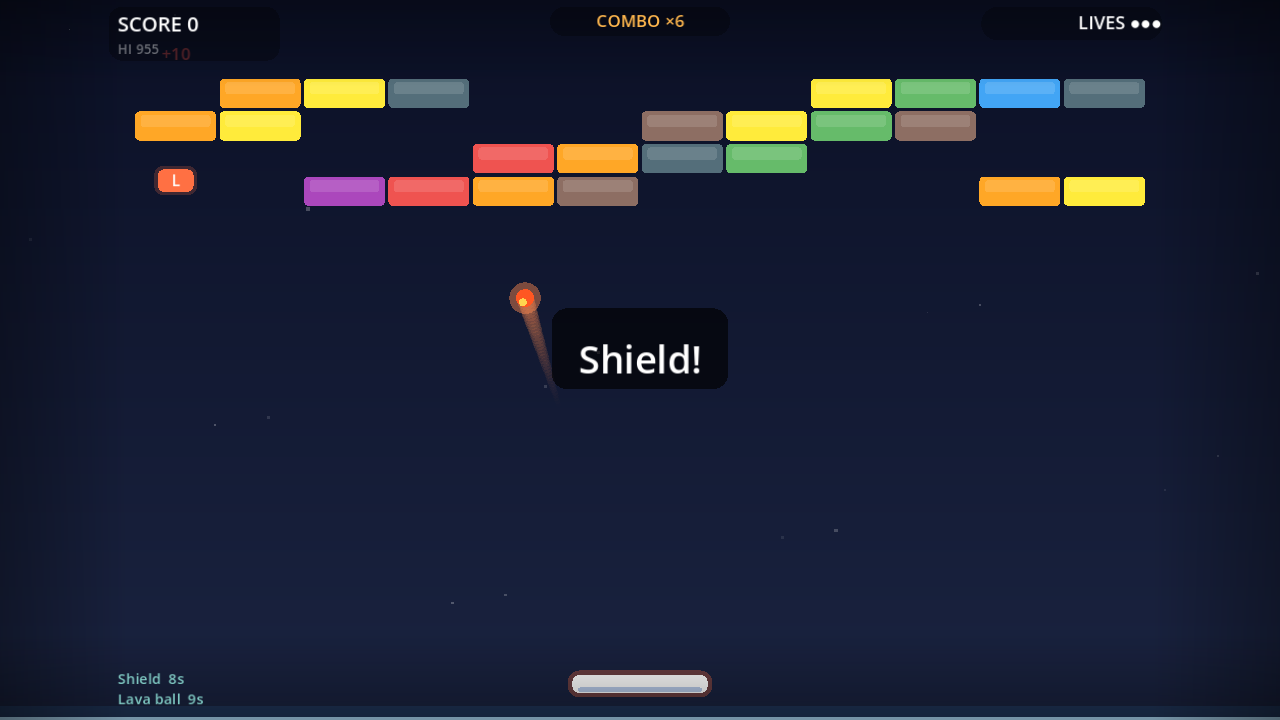 SCORE 0
HI 955
+10
COMBO ×6
LIVES ●●●
L
Shield!
Shield 8s
Lava ball 9s